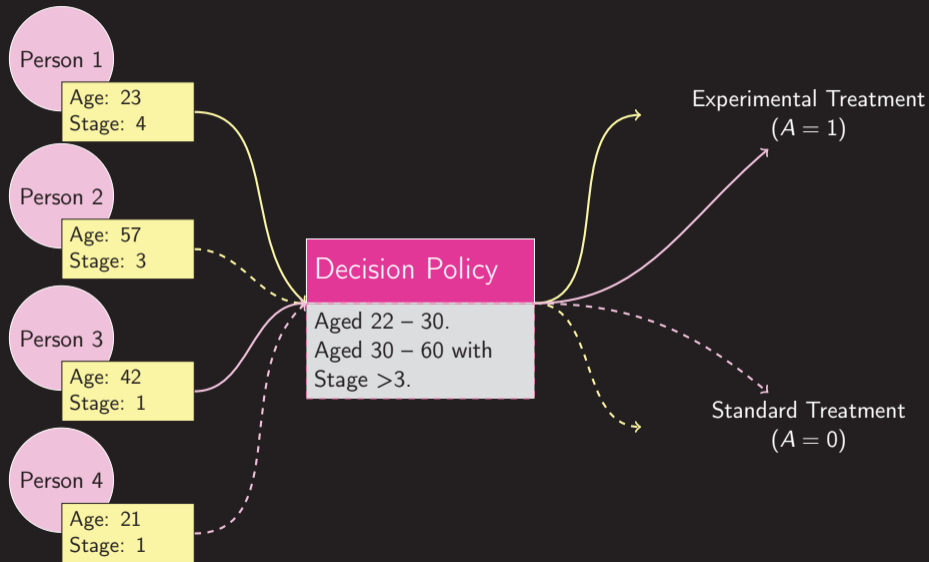 Person 1
Age: 23
Stage: 4
Person 2
Age: 57
Stage: 3
Person 3
Age: 42
Stage: 1
Person 4
Age: 21
Stage: 1
Decision Policy
Aged 22 – 30.
Aged 30 – 60 with
Stage >3.
Experimental Treatment
(A = 1)
Standard Treatment
(A = 0)